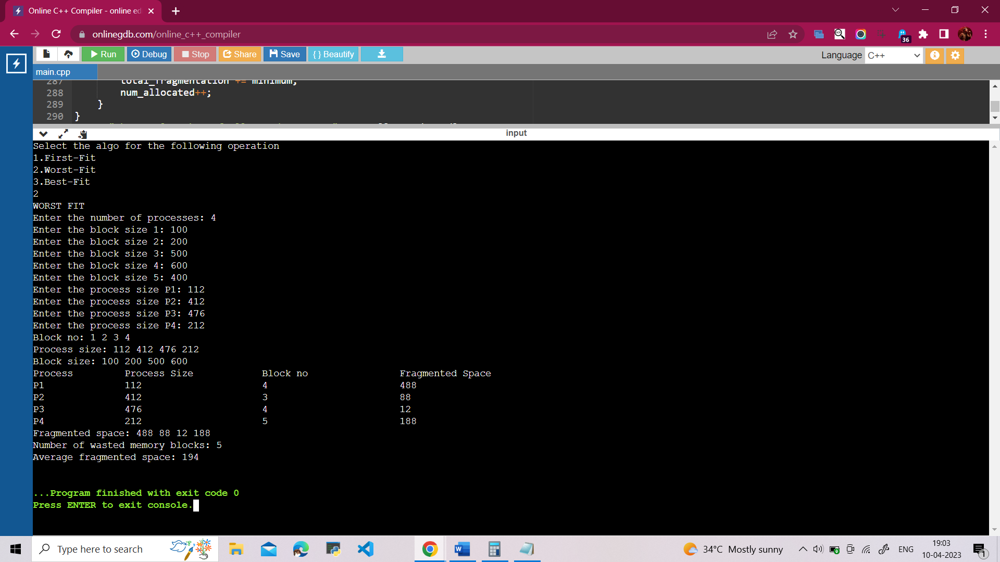 Online C++ Compiler - online ed
onlinegdb.com/online_c++_compiler
36
Run Debug Stop Share Save { } Beautify
Language C++
main.cpp
287 total_fragmentation += minimum;
288 num_allocated++;
289 }
290 }
input
Select the algo for the following operation
1.First-Fit
2.Worst-Fit
3.Best-Fit
2
WORST FIT
Enter the number of processes: 4
Enter the block size 1: 100
Enter the block size 2: 200
Enter the block size 3: 500
Enter the block size 4: 600
Enter the block size 5: 400
Enter the process size P1: 112
Enter the process size P2: 412
Enter the process size P3: 476
Enter the process size P4: 212
Block no: 1 2 3 4
Process size: 112 412 476 212
Block size: 100 200 500 600
Process Process Size Block no Fragmented Space
P1 112 4 488
P2 412 3 88
P3 476 4 12
P4 212 5 188
Fragmented space: 488 88 12 188
Number of wasted memory blocks: 5
Average fragmented space: 194
...Program finished with exit code 0
Press ENTER to exit console.
Type here to search
34°C Mostly sunny
ENG
19:03
10-04-2023
1